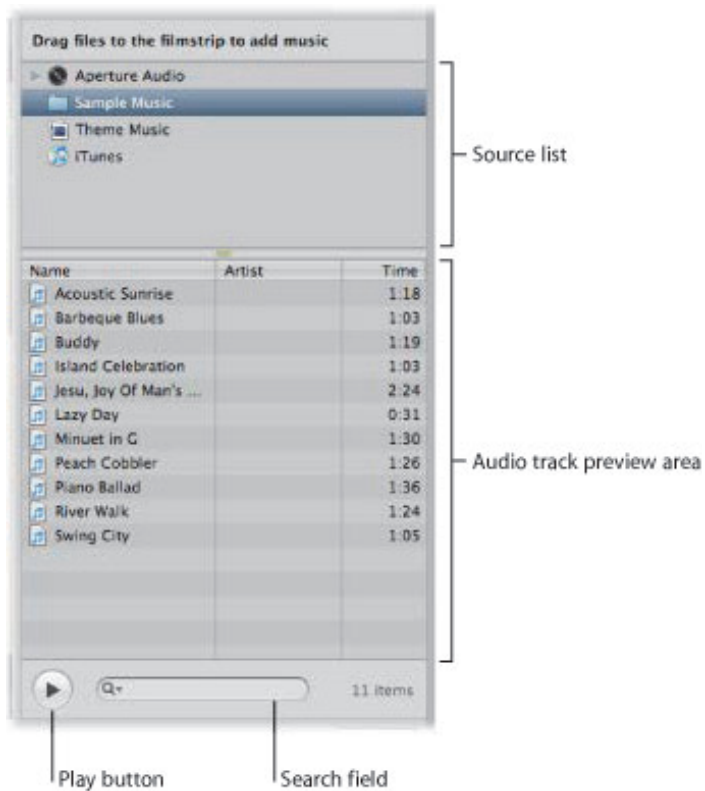 Drag files to the filmstrip to add music
Aperture Audio
Sample Music
Theme Music
iTunes
Source list
Name Artist Time
Acoustic Sunrise 1:18
Barbeque Blues 1:03
Buddy 1:19
Island Celebration 1:03
Jesu, Joy Of Man's ... 2:24
Lazy Day 0:31
Minuet in G 1:30
Peach Cobbler 1:26
Audio track preview area
Piano Ballad 1:36
River Walk 1:24
Swing City 1:05
11 items
Play button
Search field